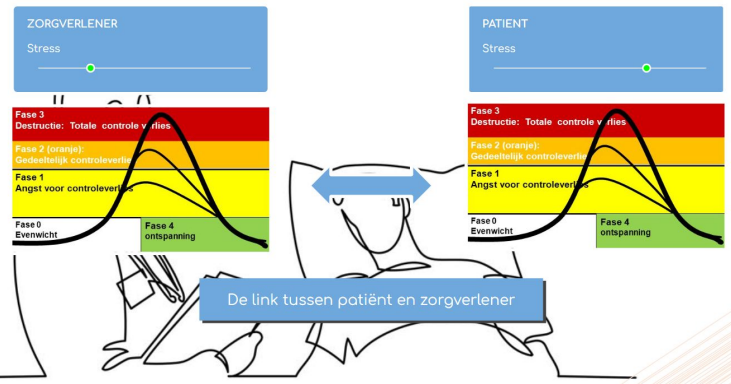 ZORGVERLENER
Stress
Fase 3
Destructie: Totale controle verlies
Fase 2 (oranje):
Gedeeltelijk controleverlies
Fase 1
Angst voor controleverlies
Fase 0
Evenwicht
Fase 4
ontspanning
PATIENT
Stress
Fase 3
Destructie: Totale controle verlies
Fase 2 (oranje):
Gedeeltelijk controleverlies
Fase 1
Angst voor controleverlies
Fase 0
Evenwicht
Fase 4
ontspanning
De link tussen patiënt en zorgverlener